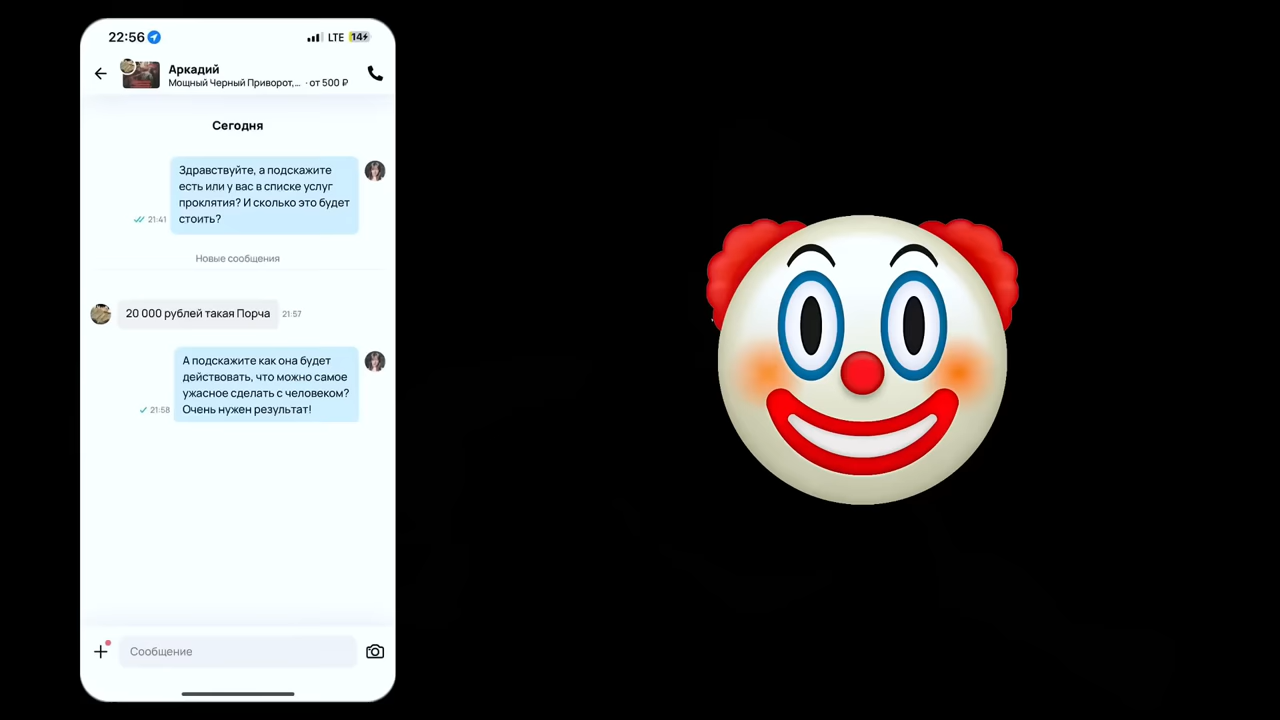 22:56
LTE 14
Аркадий
Мощный Черный Приворот,... · от 500 ₽
Сегодня
Здравствуйте, а подскажите
есть или у вас в списке услуг
проклятия? И сколько это будет
стоить?
21:41
Новые сообщения
20 000 рублей такая Порча
21:57
А подскажите как она будет
действовать, что можно самое
ужасное сделать с человеком?
Очень нужен результат!
21:58
Сообщение